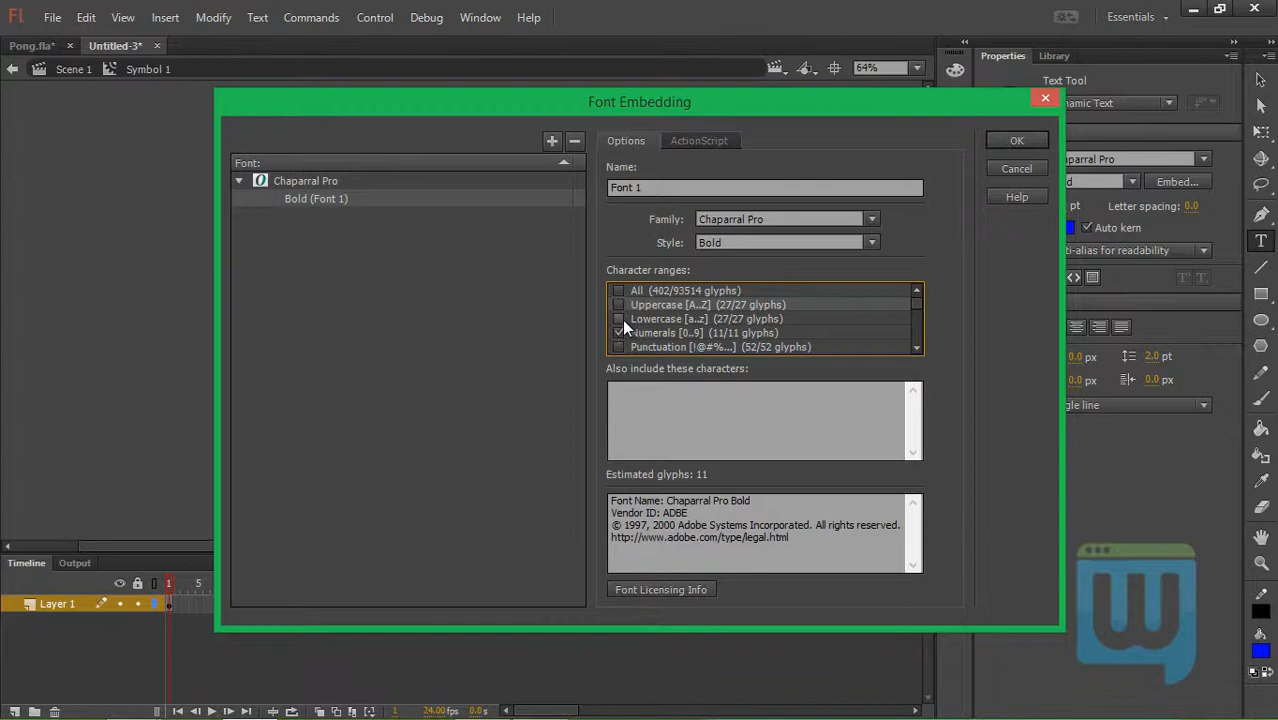 Fl File Edit View Insert Modify Text Commands Control Debug Window Help Essentials
Pong.fla* × Untitled-3* ×
Scene 1 Symbol 1 64%
Properties Library
Text Tool
namic Text
Font Embedding
Options ActionScript
OK
Cancel
Help
Font:
Chaparral Pro
Bold (Font 1)
Name:
Font 1
Family: Chaparral Pro
Style: Bold
Character ranges:
All (402/93514 glyphs)
Uppercase [A..Z] (27/27 glyphs)
Lowercase [a..z] (27/27 glyphs)
Numerals [0..9] (11/11 glyphs)
Punctuation [!@#%...] (52/52 glyphs)
Also include these characters:
Estimated glyphs: 11
Font Name: Chaparral Pro Bold
Vendor ID: ADBE
© 1997, 2000 Adobe Systems Incorporated. All rights reserved.
http://www.adobe.com/type/legal.html
Font Licensing Info
aparral Pro
d Embed...
pt Letter spacing: 0.0
Auto kern
ti-alias for readability
0.0 px 2.0 pt
0.0 px 0.0 px
gle line
Timeline Output
1 5
Layer 1
1 24.00 fps 0.0 s